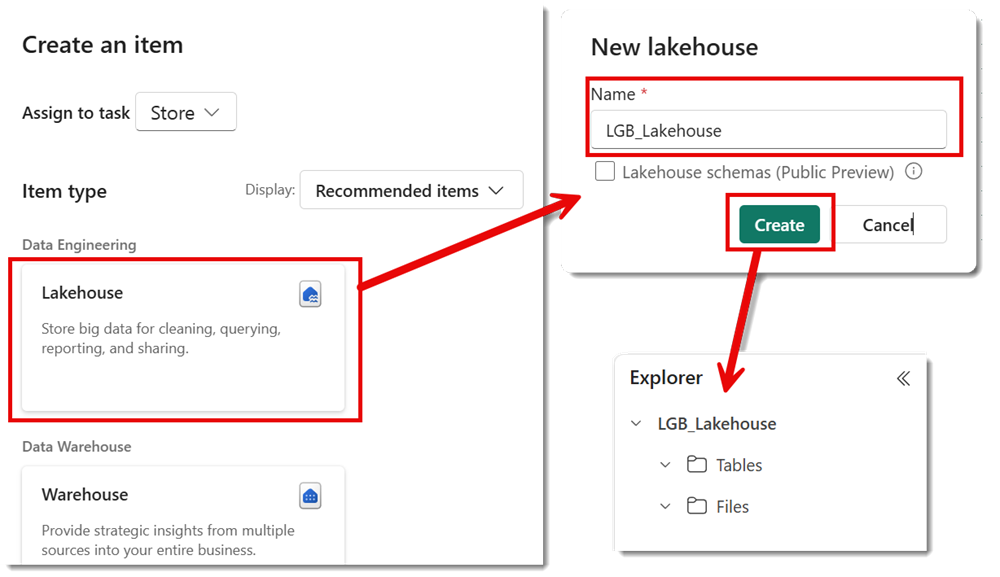 Create an item
Assign to task Store
Item type Display: Recommended items
Data Engineering
Lakehouse
Store big data for cleaning, querying,
reporting, and sharing.
Data Warehouse
Warehouse
Provide strategic insights from multiple
sources into your entire business.
New lakehouse
Name *
LGB_Lakehouse
Lakehouse schemas (Public Preview)
Create Cancel
Explorer
LGB_Lakehouse
Tables
Files